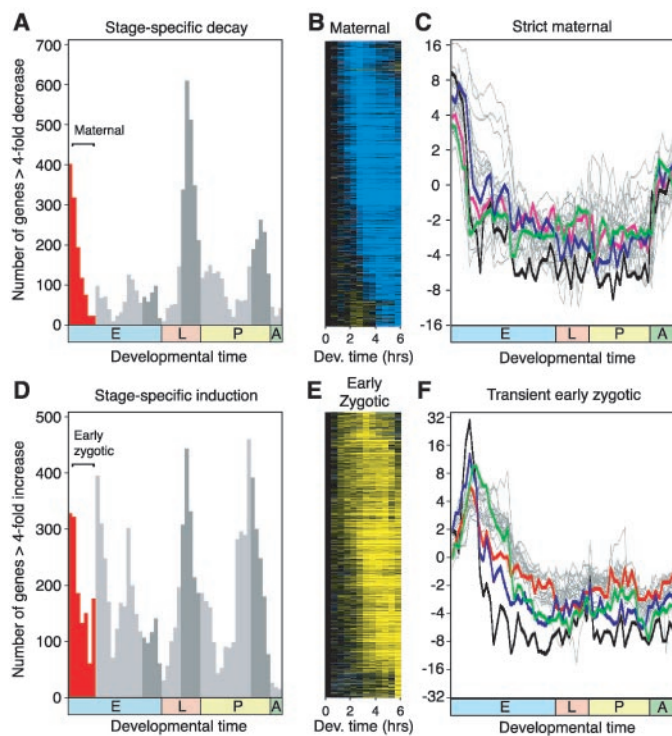 A Stage-specific decay
Number of genes > 4-fold decrease
700
600
500
400
300
200
100
0
Maternal
E L P A
Developmental time
B Maternal
0 2 4 6
Dev. time (hrs)
C Strict maternal
16
8
4
2
0
-2
-4
-8
-16
E L P A
Developmental time
D Stage-specific induction
Number of genes > 4-fold increase
500
400
300
200
100
0
Early
zygotic
E L P A
Developmental time
E Early
Zygotic
0 2 4 6
Dev. time (hrs)
F Transient early zygotic
32
16
8
4
2
0
-2
-4
-8
-16
-32
E L P A
Developmental time